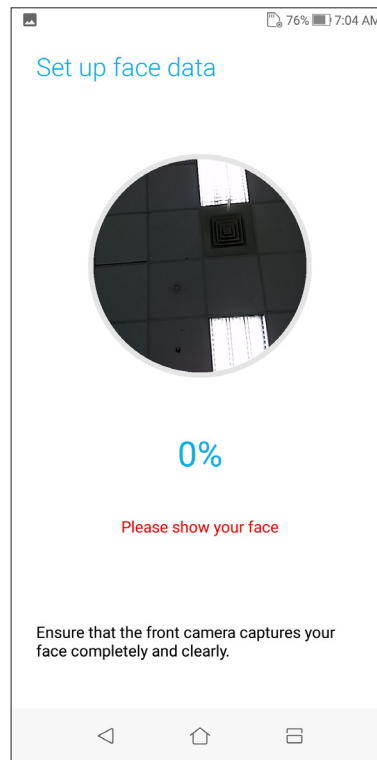 76% 7:04 AM
Set up face data
0%
Please show your face
Ensure that the front camera captures your
face completely and clearly.